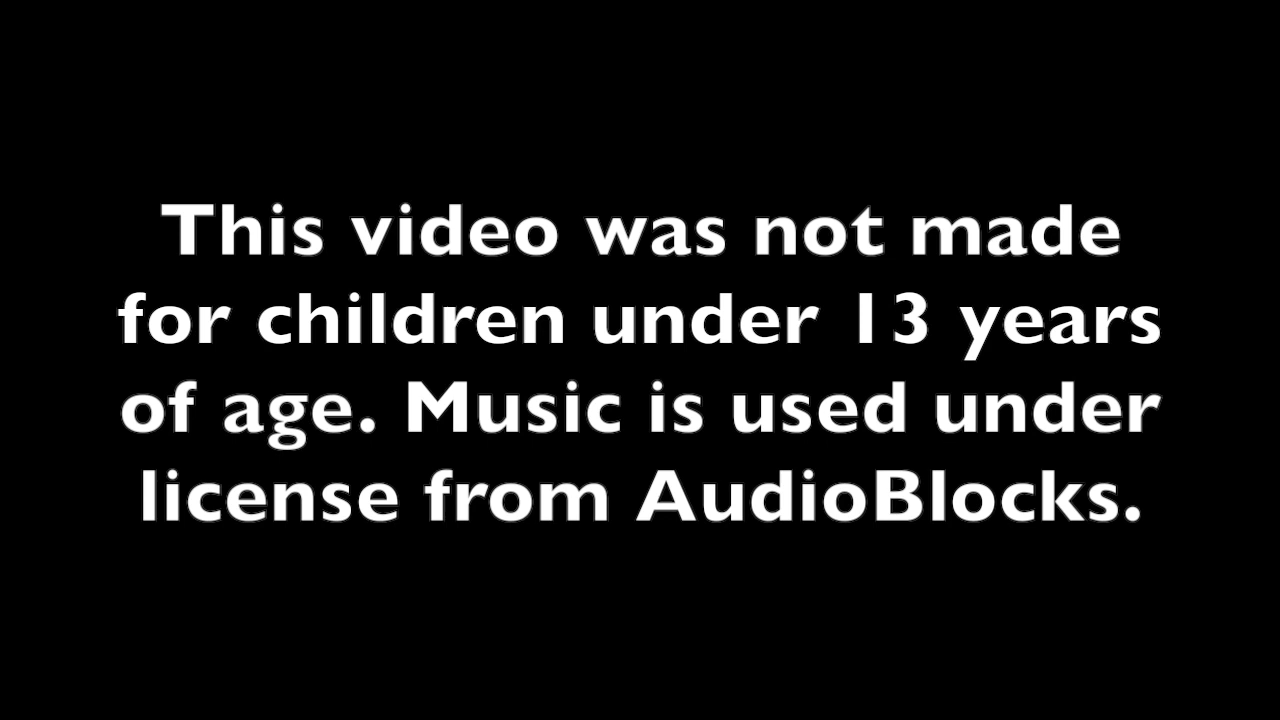 This video was not made
for children under 13 years
of age. Music is used under
license from AudioBlocks.